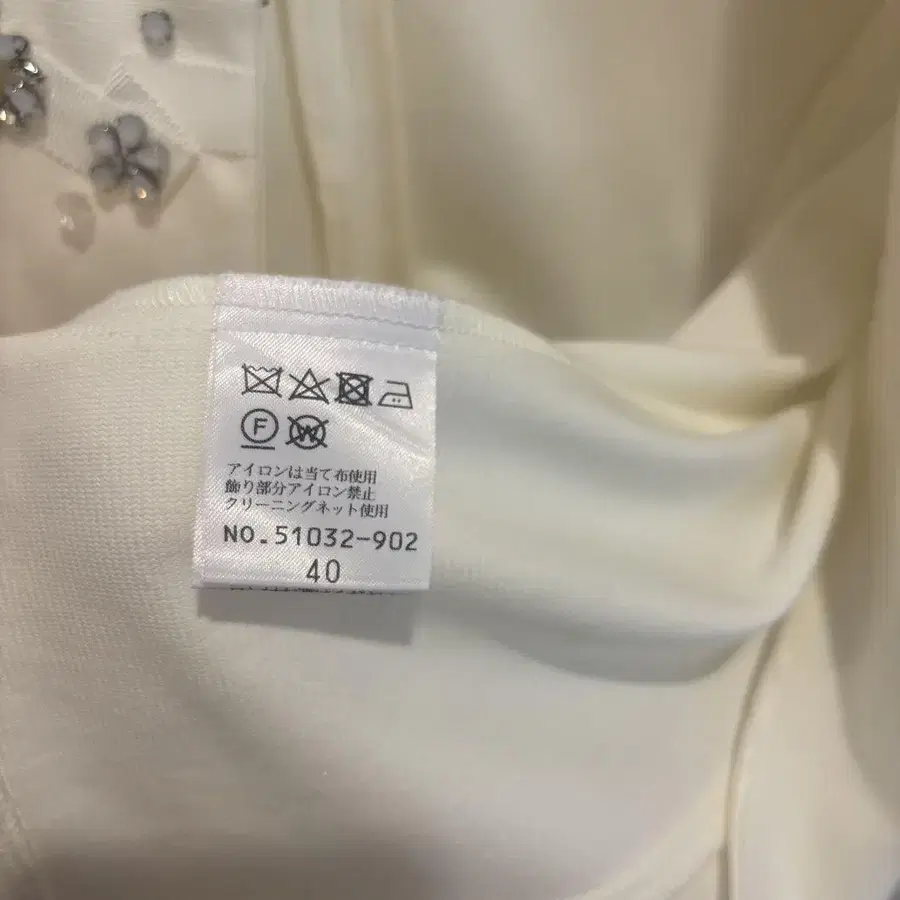 F W
アイロンは当て布使用
飾り部分アイロン禁止
クリーニングネット使用
NO.51032-902
40